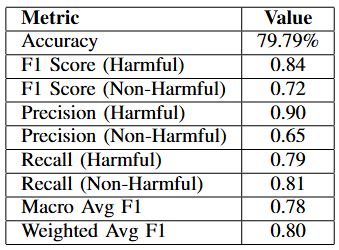 Metric Value
Accuracy 79.79%
F1 Score (Harmful) 0.84
F1 Score (Non-Harmful) 0.72
Precision (Harmful) 0.90
Precision (Non-Harmful) 0.65
Recall (Harmful) 0.79
Recall (Non-Harmful) 0.81
Macro Avg F1 0.78
Weighted Avg F1 0.80